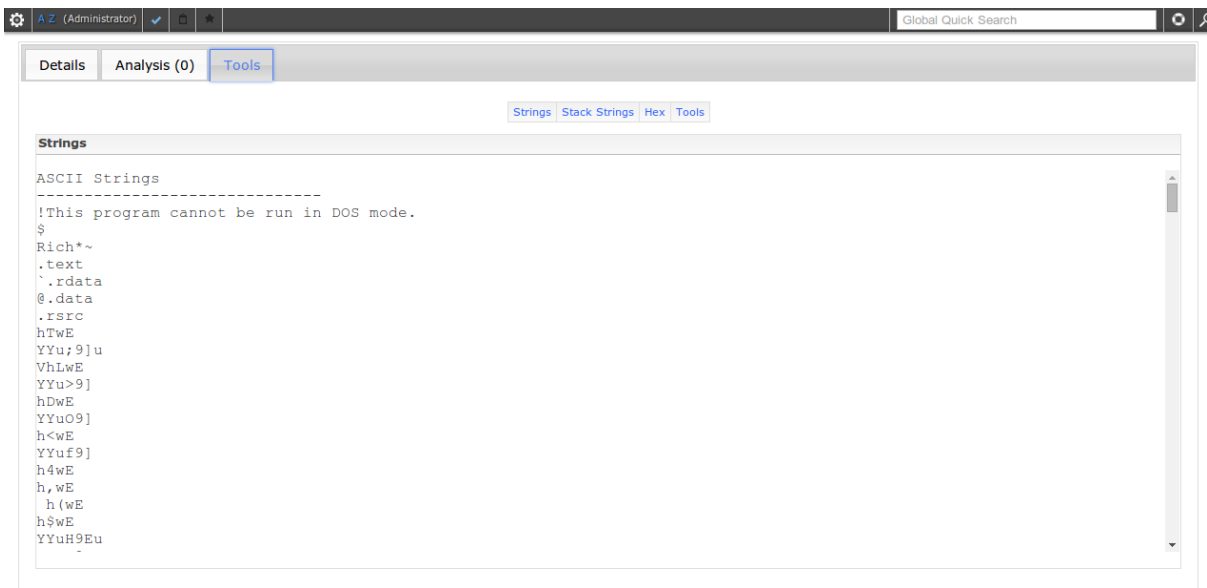 A Z (Administrator)
Global Quick Search
Details Analysis (0) Tools
Strings Stack Strings Hex Tools
Strings
ASCII Strings
------------------------------
!This program cannot be run in DOS mode.
$
Rich*~
.text
`.rdata
@.data
.rsrc
hTwE
YYu;9]u
VhLwE
YYu>9]
hDwE
YYuO9]
h<wE
YYuf9]
h4wE
h,wE
h(wE
h$wE
YYuH9Eu